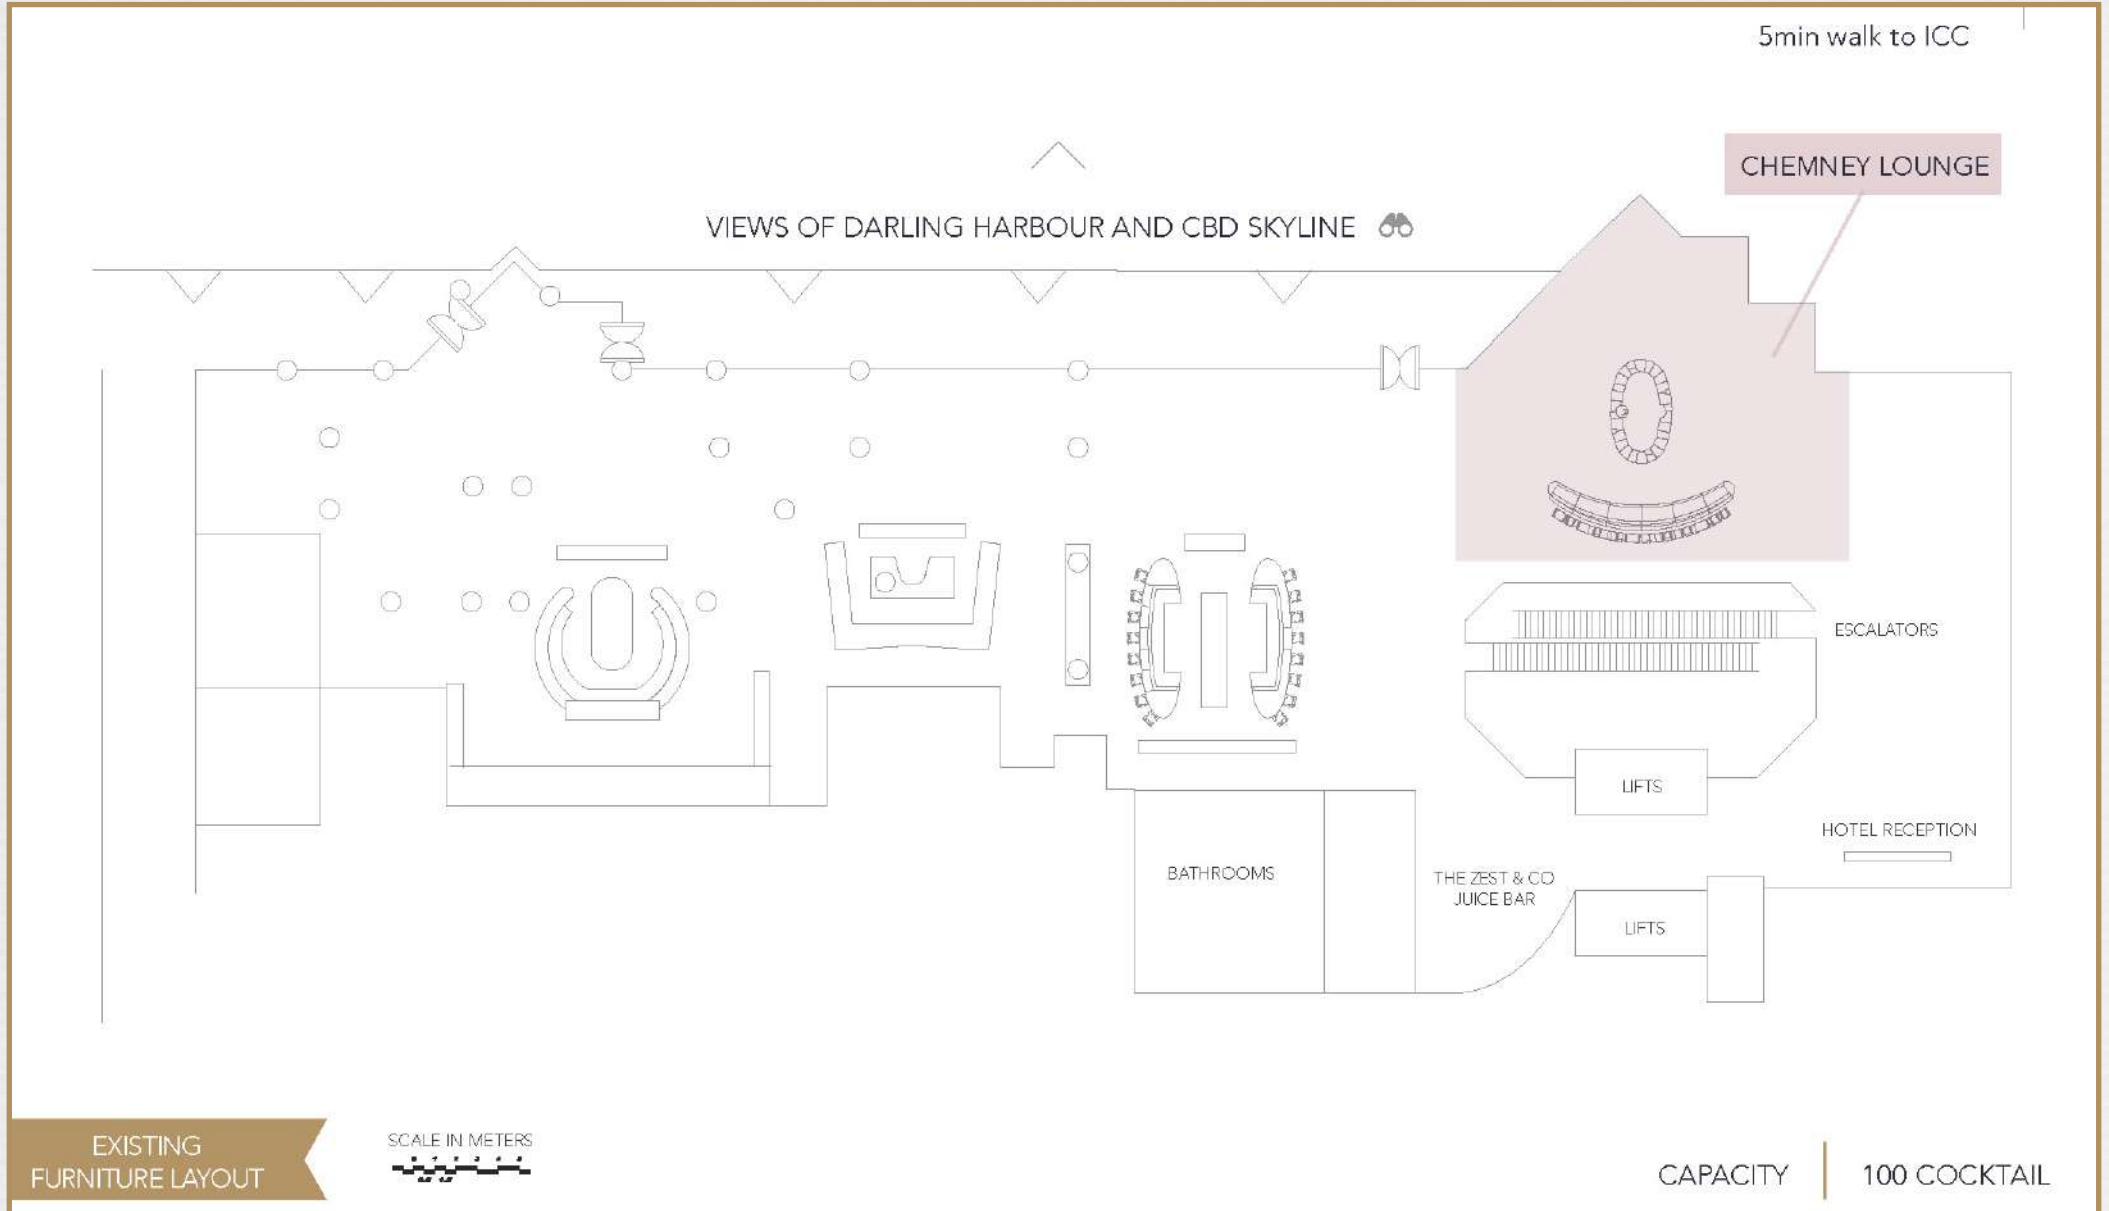 5min walk to ICC
CHEMNEY LOUNGE
VIEWS OF DARLING HARBOUR AND CBD SKYLINE
ESCALATORS
LIFTS
HOTEL RECEPTION
BATHROOMS
THE ZEST & CO
JUICE BAR
LIFTS
EXISTING
FURNITURE LAYOUT
SCALE IN METERS
CAPACITY
100 COCKTAIL